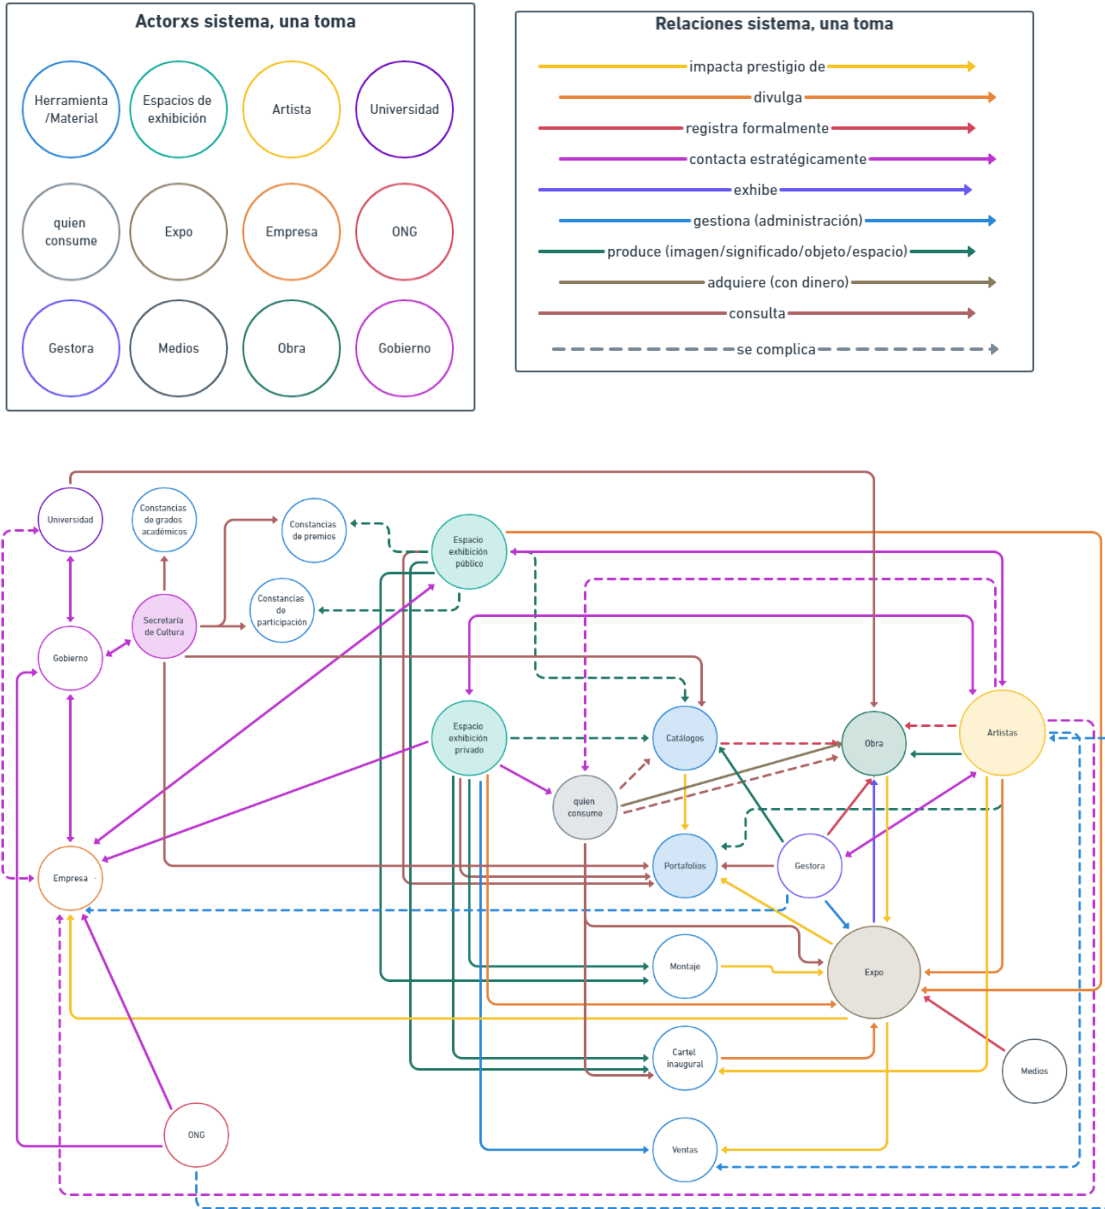 Actorxs sistema, una toma
Herramienta
/Material
Espacios de
exhibición
Artista
Universidad
quien
consume
Expo
Empresa
ONG
Gestora
Medios
Obra
Gobierno
Relaciones sistema, una toma
impacta prestigio de
divulga
registra formalmente
contacta estratégicamente
exhibe
gestiona (administración)
produce (imagen/significado/objeto/espacio)
adquiere (con dinero)
consulta
se complica
Universidad
Constancias
de grados
académicos
Constancias
de premios
Espacio
exhibición
público
Constancias
de
participación
Secretaría
de Cultura
Gobierno
Espacio
exhibición
privado
Catálogos
Obra
Artistas
quien
consume
Portafolios
Gestora
Empresa
Montaje
Expo
Cartel
inaugural
Medios
ONG
Ventas